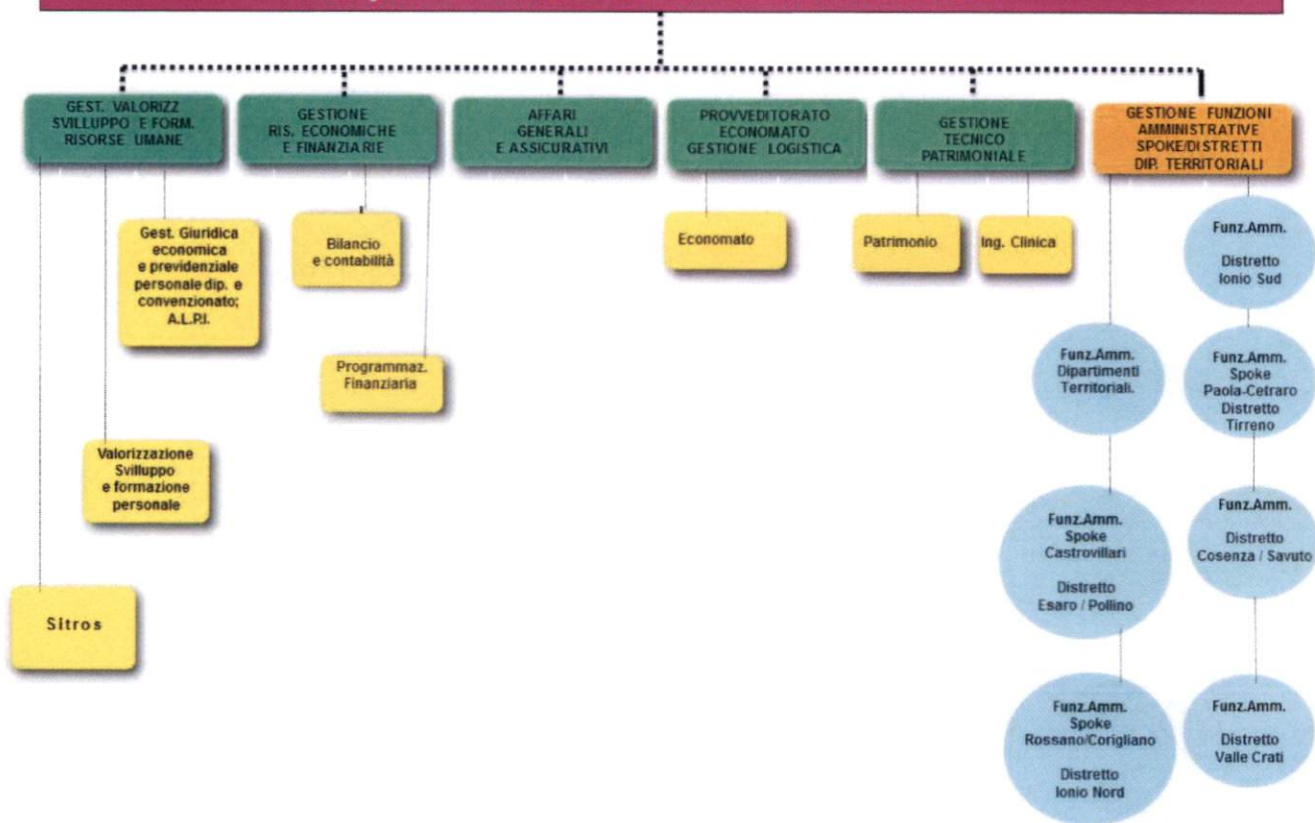 GEST. VALORIZZ
SVILLUPO E FORM.
RISORSE UMANE
GESTIONE
RIS. ECONOMICHE
E FINANZIARIE
AFFARI
GENERALI
E ASSICURATIVI
PROVVEDITORATO
ECONOMATO
GESTIONE LOGISTICA
GESTIONE
TECNICO
PATRIMONIALE
GESTIONE FUNZIONI
AMMINISTRATIVE
SPOKE/DISTRETTI
DIP. TERRITORIALI
Gest. Giuridica
economica
e previdenziale
personale dip. e
convenzionato;
A.L.P.I.
Valorizzazione
Sviluppo
e formazione
personale
Sitros
Bilancio
e contabilità
Programmaz.
Finanziaria
Economato
Patrimonio
Ing. Clinica
Funz.Amm.
Dipartimenti
Territoriali.
Funz.Amm.
Spoke
Castrovillari
Distretto
Esaro / Pollino
Funz.Amm.
Spoke
Rossano/Corigliano
Distretto
Ionio Nord
Funz.Amm.
Distretto
Ionio Sud
Funz.Amm.
Spoke
Paola-Cetraro
Distretto
Tirreno
Funz.Amm.
Distretto
Cosenza / Savuto
Funz.Amm.
Distretto
Valle Crati